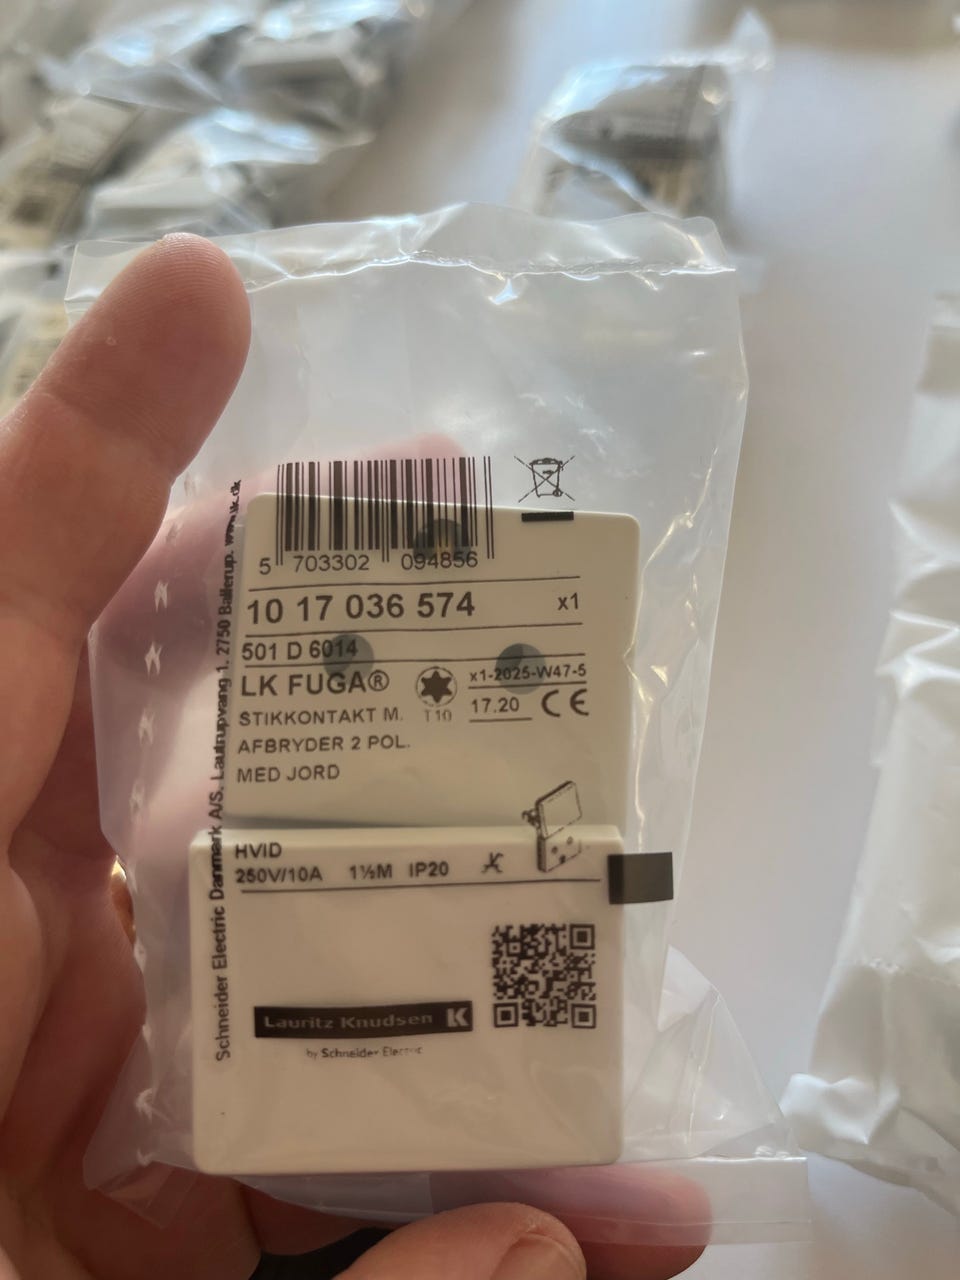 5 703302 094856
10 17 036 574 x1
501 D 6014
LK FUGA® x1-2025-W47-5
STIKKONTAKT M. T10 17.20 CE
AFBRYDER 2 POL.
MED JORD
HVID
250V/10A 1½M IP20
Lauritz Knudsen LK
by Schneider Electric
Schneider Electric Danmark A/S. Lautrupvang 1. 2750 Ballerup. www.lk.dk